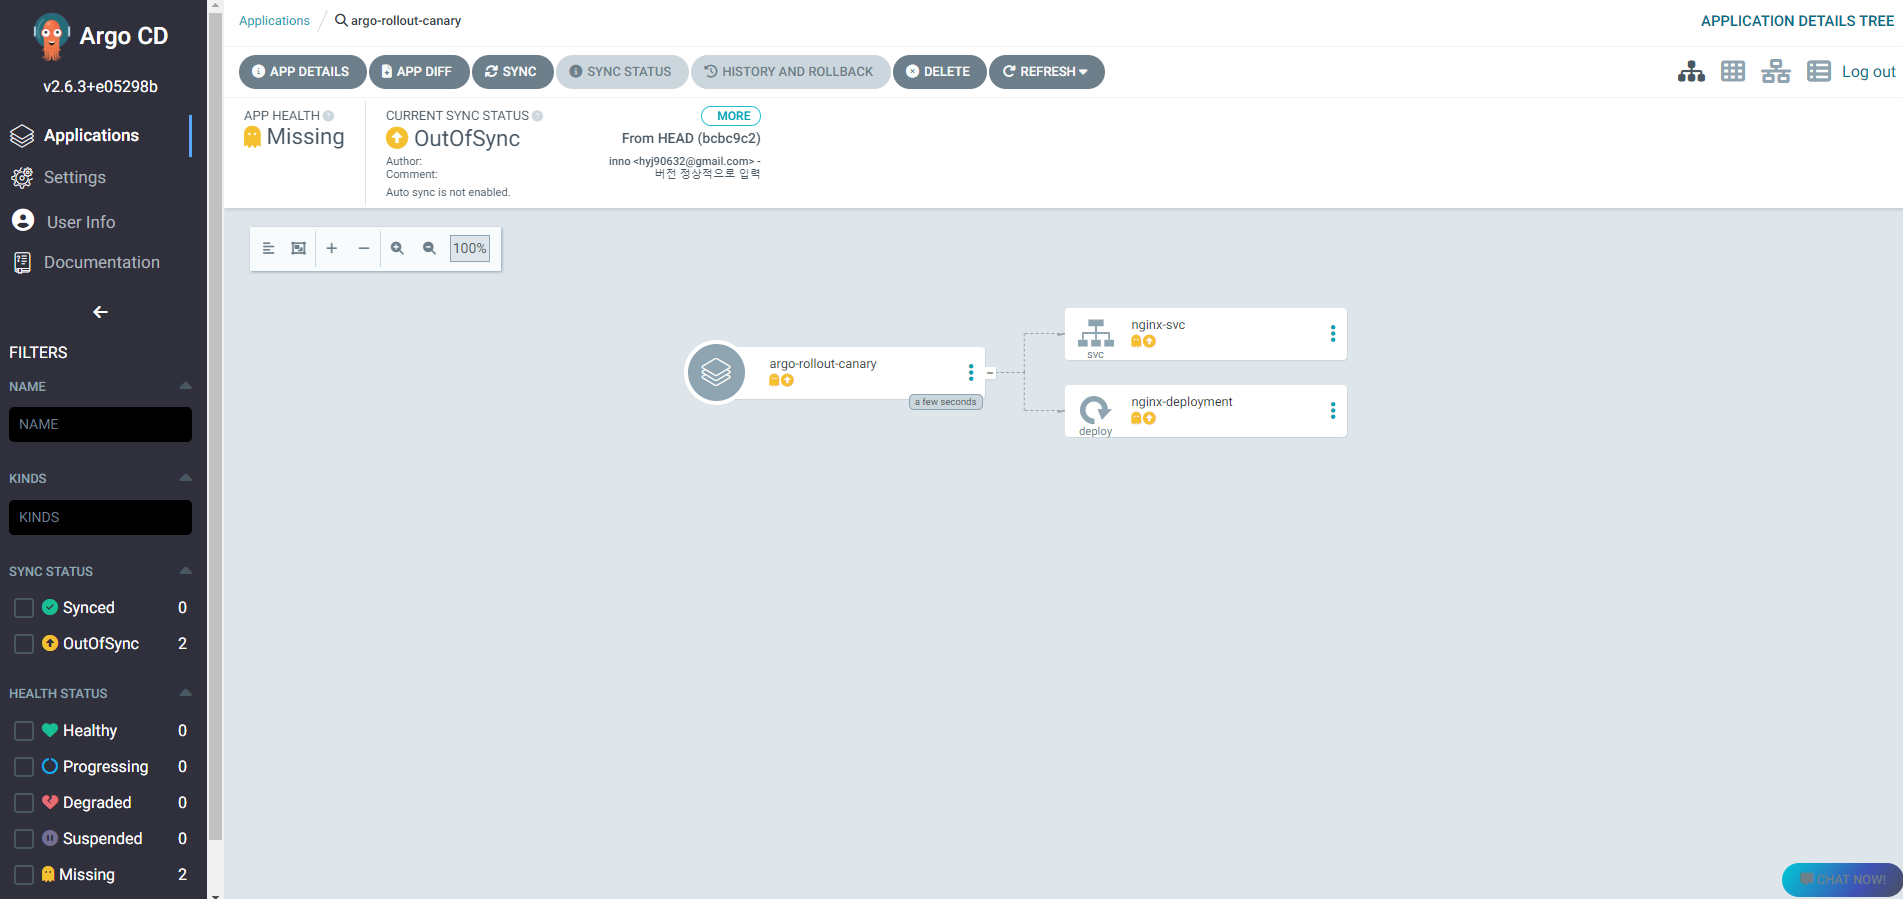 Argo CD
v2.6.3+e05298b
Applications
Settings
User Info
Documentation
FILTERS
NAME
NAME
KINDS
KINDS
SYNC STATUS
Synced 0
OutOfSync 2
HEALTH STATUS
Healthy 0
Progressing 0
Degraded 0
Suspended 0
Missing 2
Applications / argo-rollout-canary
APPLICATION DETAILS TREE
APP DETAILS
APP DIFF
SYNC
SYNC STATUS
HISTORY AND ROLLBACK
DELETE
REFRESH
Log out
APP HEALTH
Missing
CURRENT SYNC STATUS
MORE
OutOfSync
From HEAD (bcbc9c2)
Author:
inno <hyj90632@gmail.com> -
Comment:
버전 정상적으로 입력
Auto sync is not enabled.
100%
argo-rollout-canary
a few seconds
svc
nginx-svc
deploy
nginx-deployment
CHAT NOW!